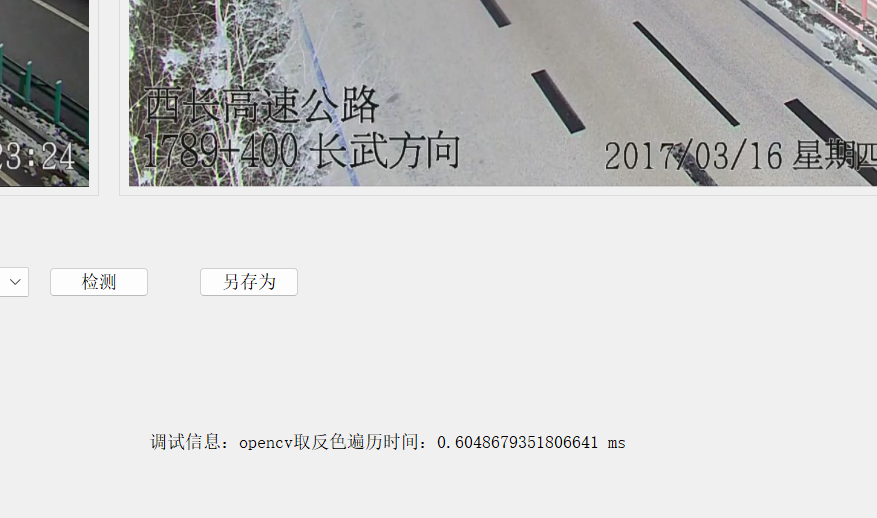 西长高速公路
1789+400 长武方向
3:24
2017/03/16 星期四
检测
另存为
调试信息：opencv取反色遍历时间：0.6048679351806641 ms